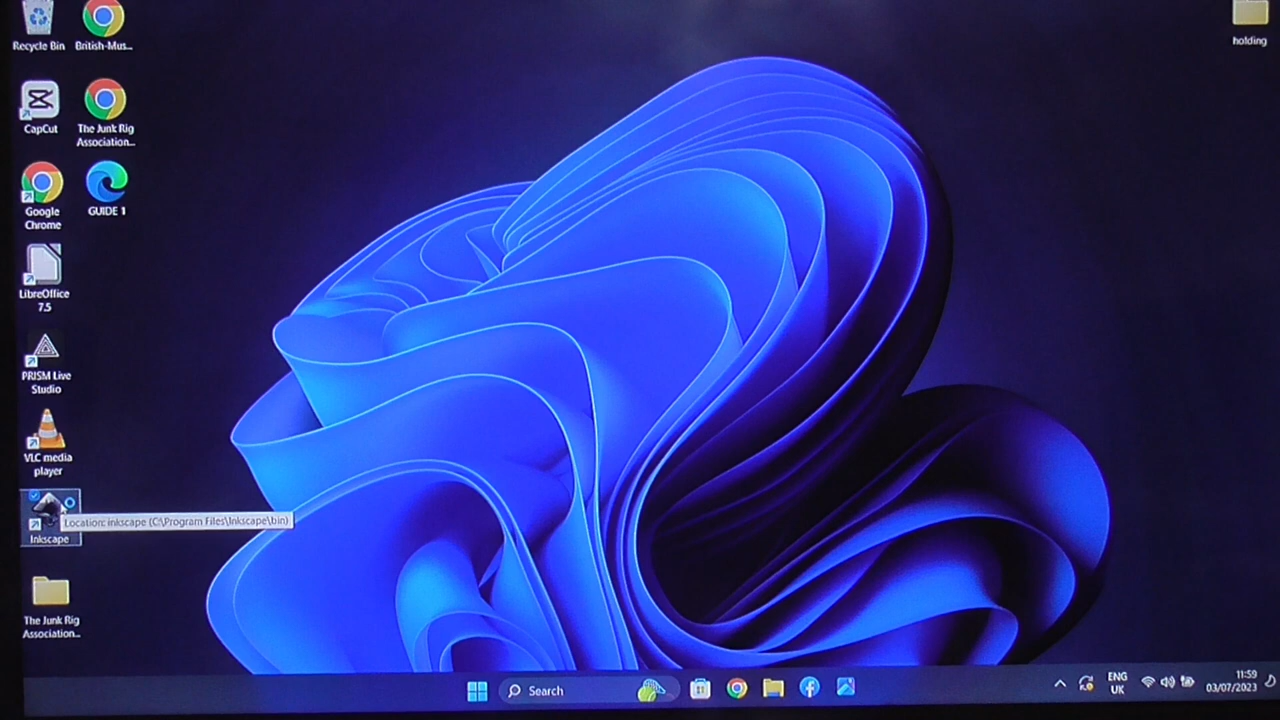 Recycle Bin
British-Mus...
holding
CapCut
The Junk Rig
Association...
Google
Chrome
GUIDE 1
LibreOffice
7.5
PRISM Live
Studio
VLC media
player
Location: inkscape (C:\Program Files\Inkscape\bin)
Inkscape
The Junk Rig
Association...
Search
ENG
UK
11:59
03/07/2023